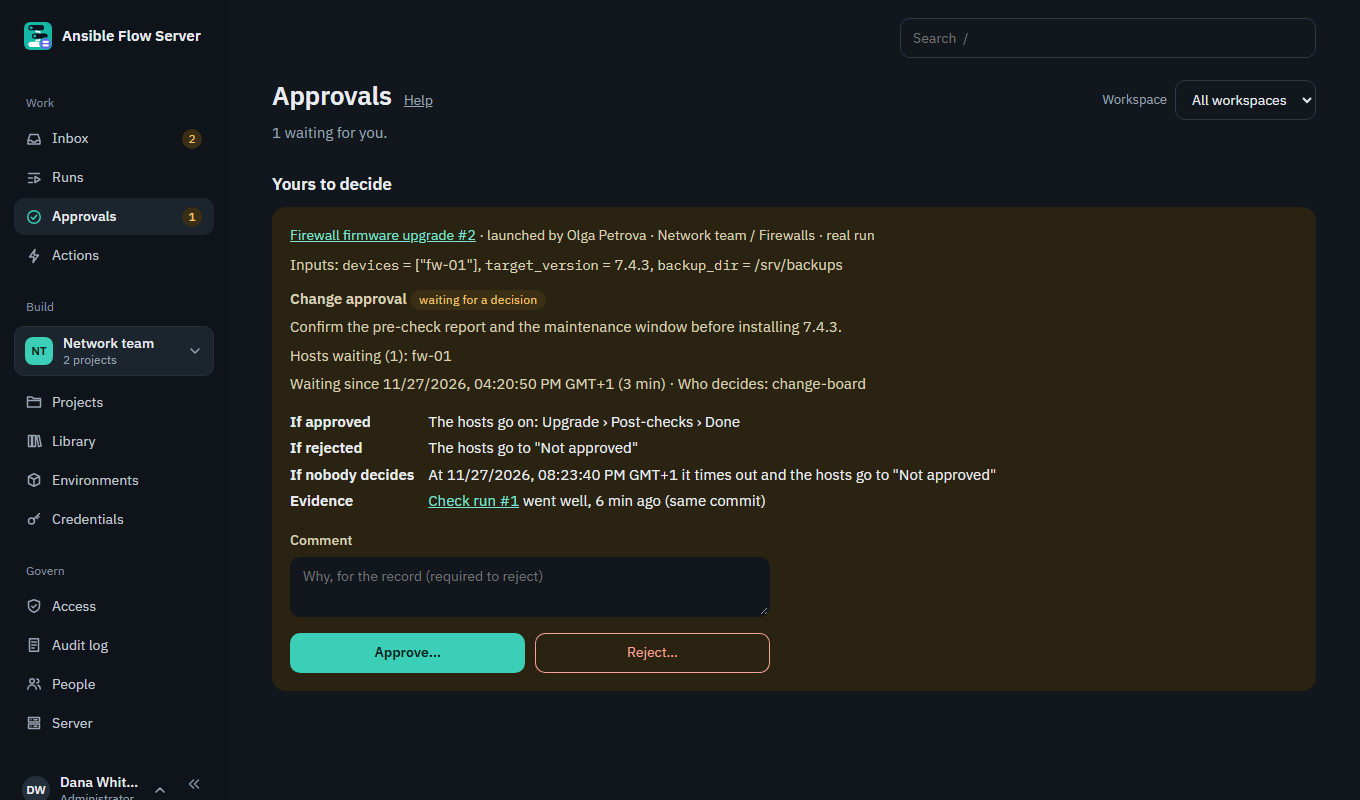 Ansible Flow Server
Search /
Work
Inbox 2
Runs
Approvals 1
Actions
Build
NT Network team
2 projects
Projects
Library
Environments
Credentials
Govern
Access
Audit log
People
Server
DW Dana Whit...
Administrator
Approvals Help
Workspace All workspaces
1 waiting for you.
Yours to decide
Firewall firmware upgrade #2 · launched by Olga Petrova · Network team / Firewalls · real run
Inputs: devices = ["fw-01"], target_version = 7.4.3, backup_dir = /srv/backups
Change approval waiting for a decision
Confirm the pre-check report and the maintenance window before installing 7.4.3.
Hosts waiting (1): fw-01
Waiting since 11/27/2026, 04:20:50 PM GMT+1 (3 min) · Who decides: change-board
If approved The hosts go on: Upgrade › Post-checks › Done
If rejected The hosts go to "Not approved"
If nobody decides At 11/27/2026, 08:23:40 PM GMT+1 it times out and the hosts go to "Not approved"
Evidence Check run #1 went well, 6 min ago (same commit)
Comment
Why, for the record (required to reject)
Approve...
Reject...